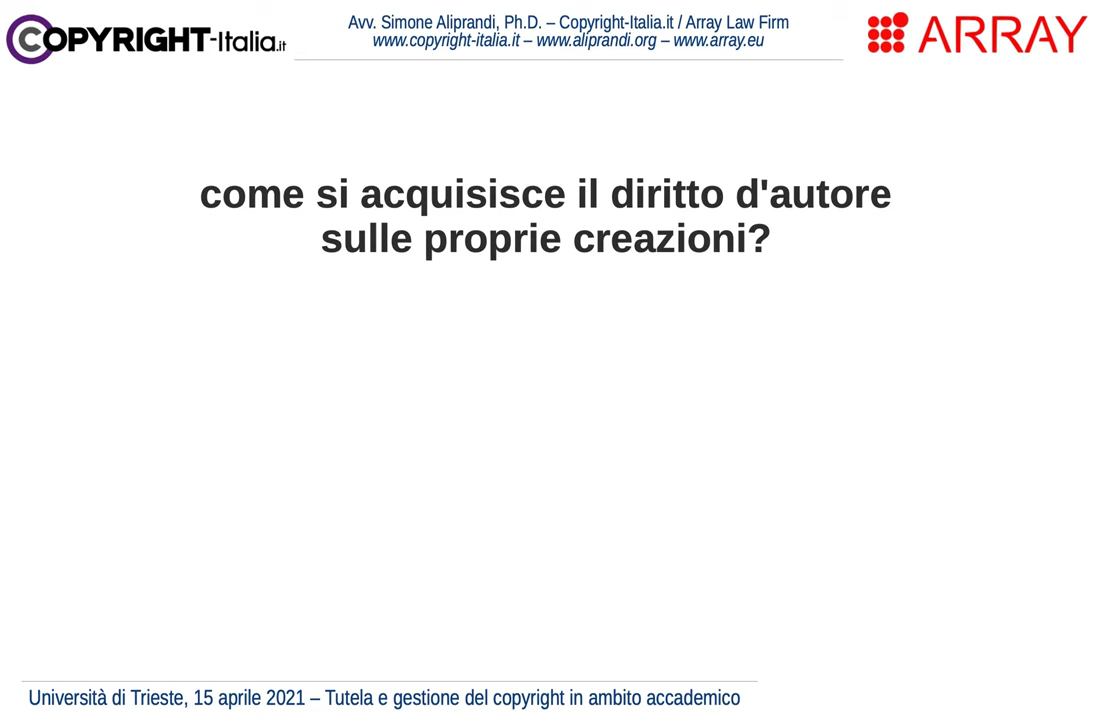 COPYRIGHT-Italia.it
Avv. Simone Aliprandi, Ph.D. – Copyright-Italia.it / Array Law Firm
www.copyright-italia.it – www.aliprandi.org – www.array.eu
ARRAY
come si acquisisce il diritto d'autore
sulle proprie creazioni?
Università di Trieste, 15 aprile 2021 – Tutela e gestione del copyright in ambito accademico